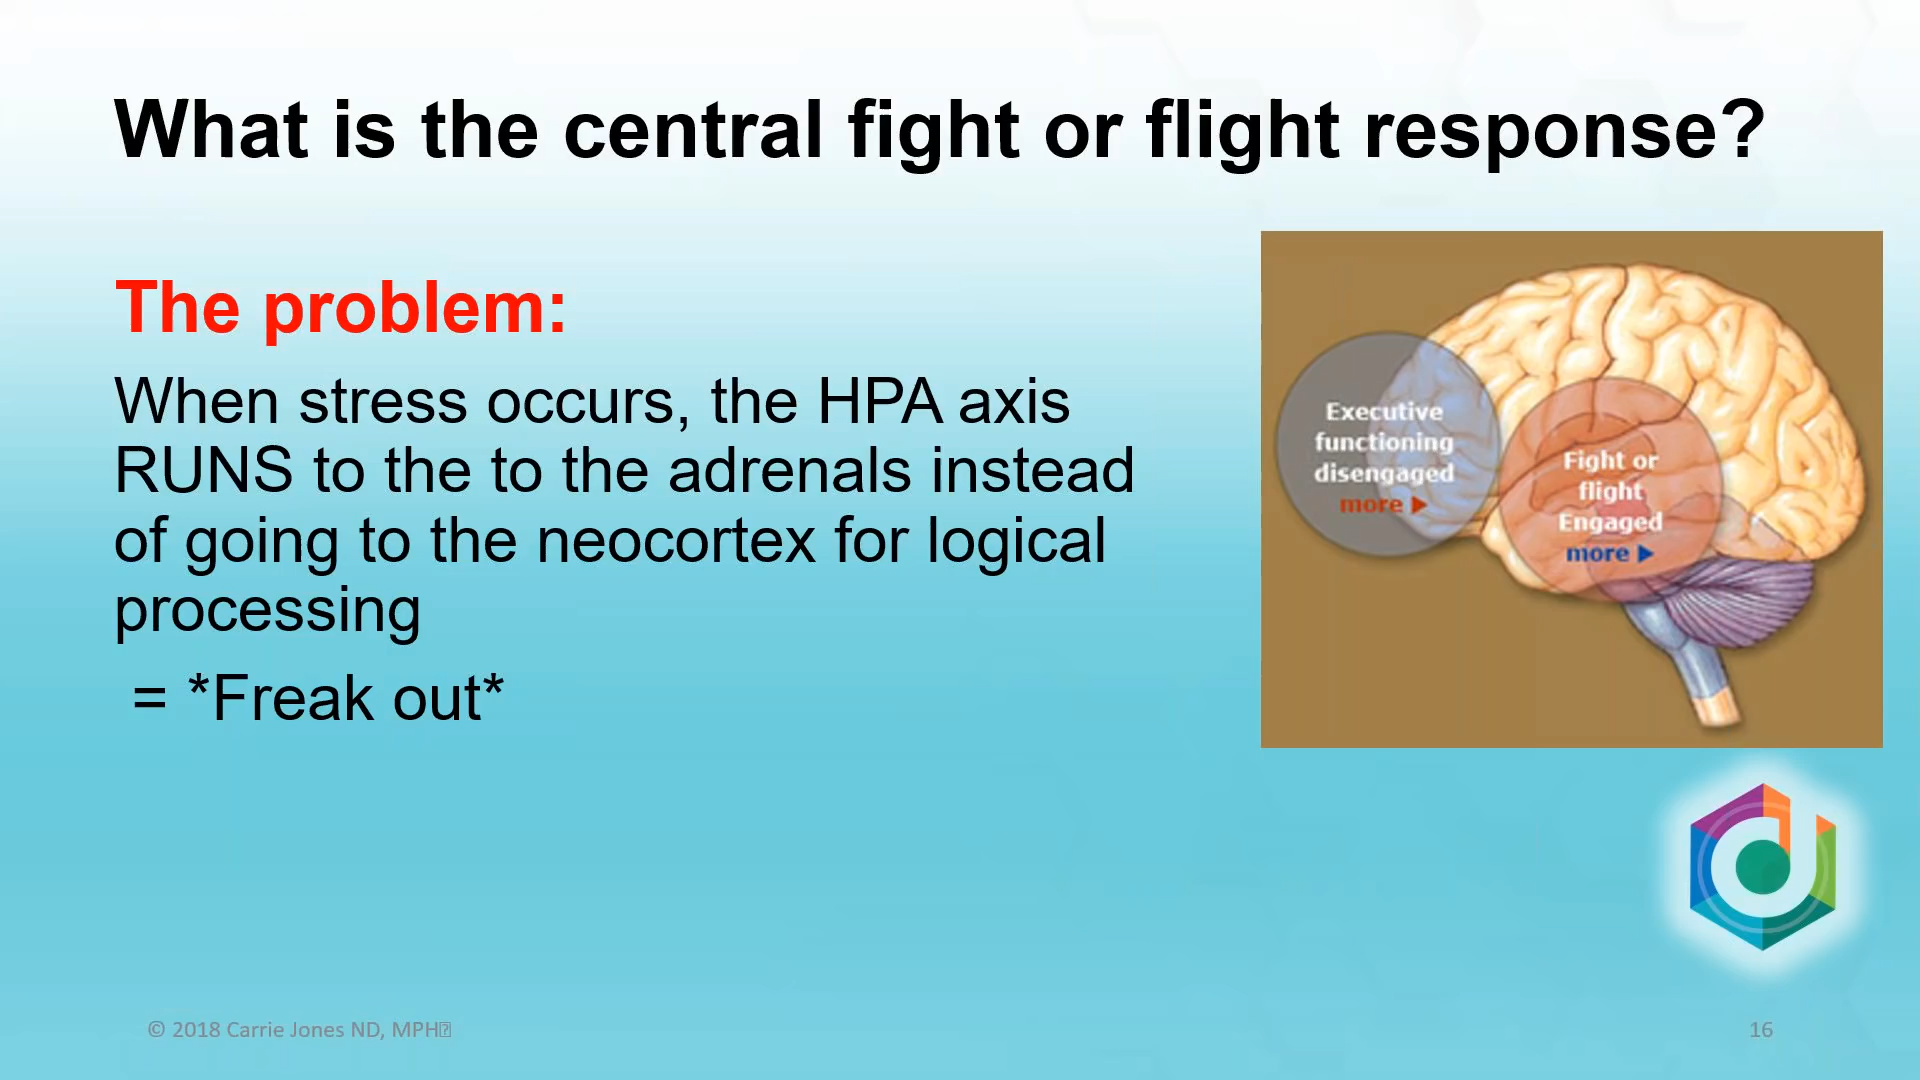 What is the central fight or flight response?
The problem:
When stress occurs, the HPA axis
RUNS to the to the adrenals instead
of going to the neocortex for logical
processing
= *Freak out*
Executive
functioning
disengaged
more ▶
Fight or
flight
Engaged
more ▶
© 2018 Carrie Jones ND, MPH
16